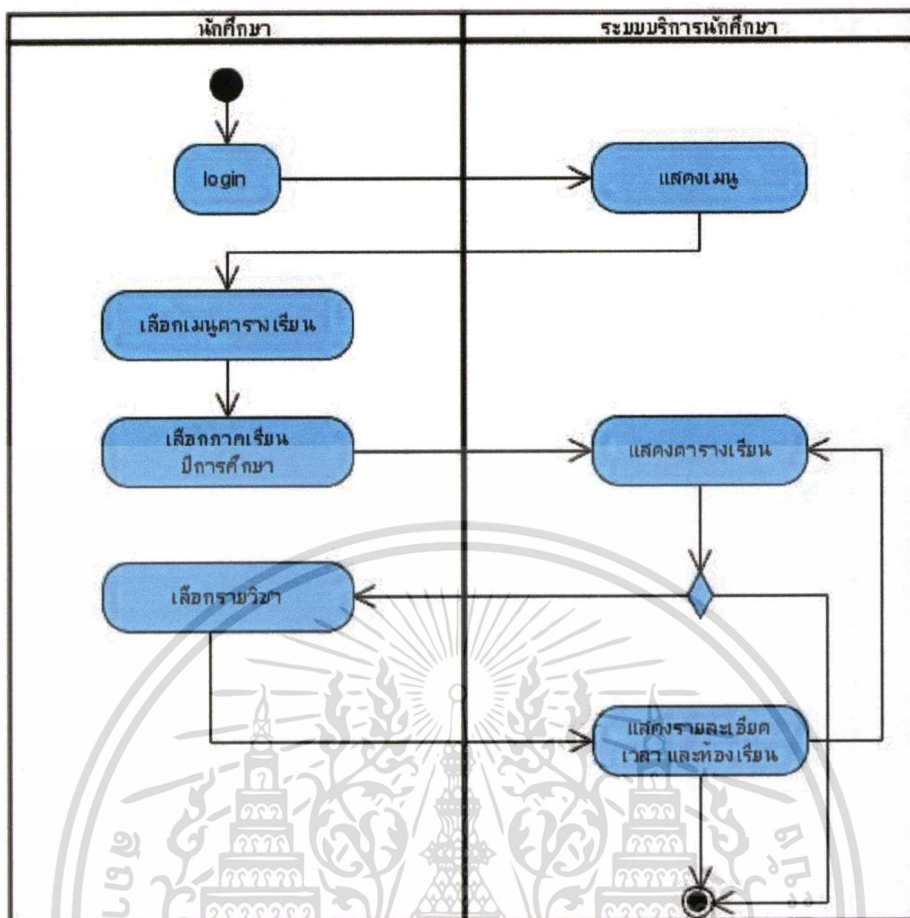 นักศึกษา
ระบบบริการนักศึกษา
login
แสดงเมนู
เลือกเมนูตารางเรียน
เลือกภาคเรียน
ปีการศึกษา
แสดงตารางเรียน
เลือกรายวิชา
แสดงรายละเอียด
เวลา และห้องเรียน